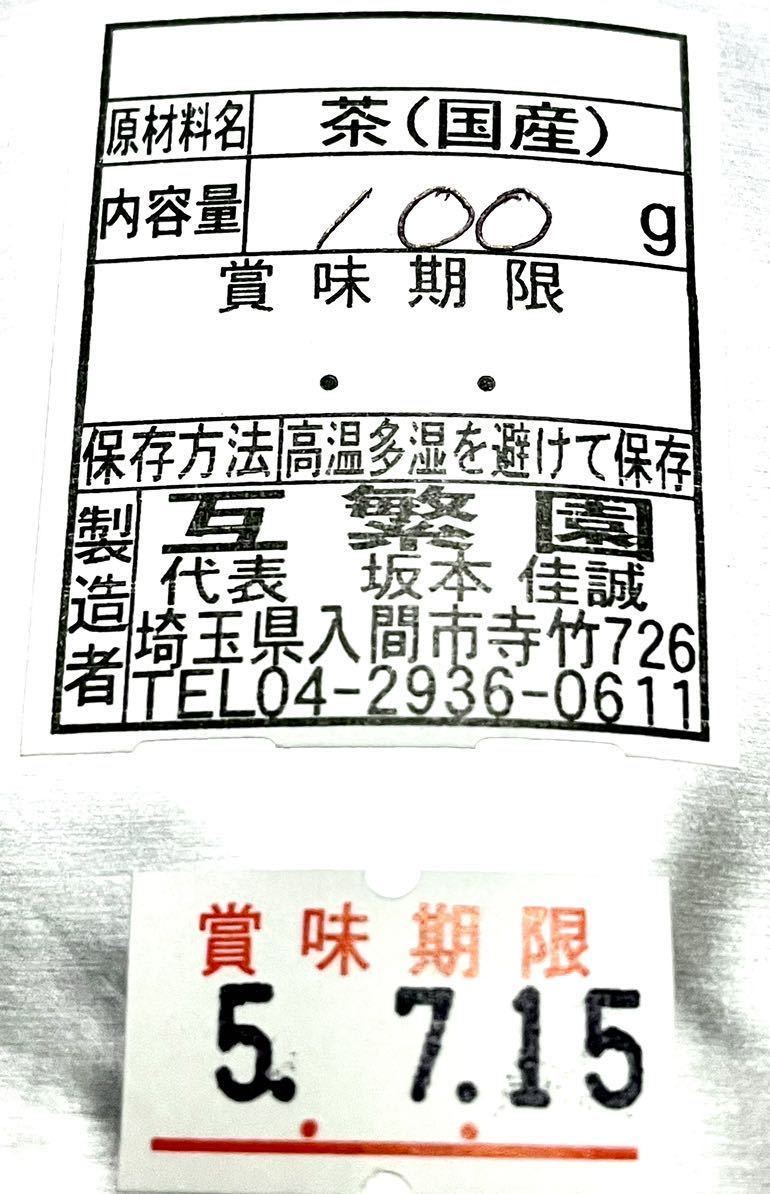 原材料名 茶(国産)
内容量 100 g
賞味期限
. .
保存方法 高温多湿を避けて保存
製造者 互繁園
代表 坂本 佳誠
埼玉県入間市寺竹726
TEL04-2936-0611
賞味期限
5. 7.15